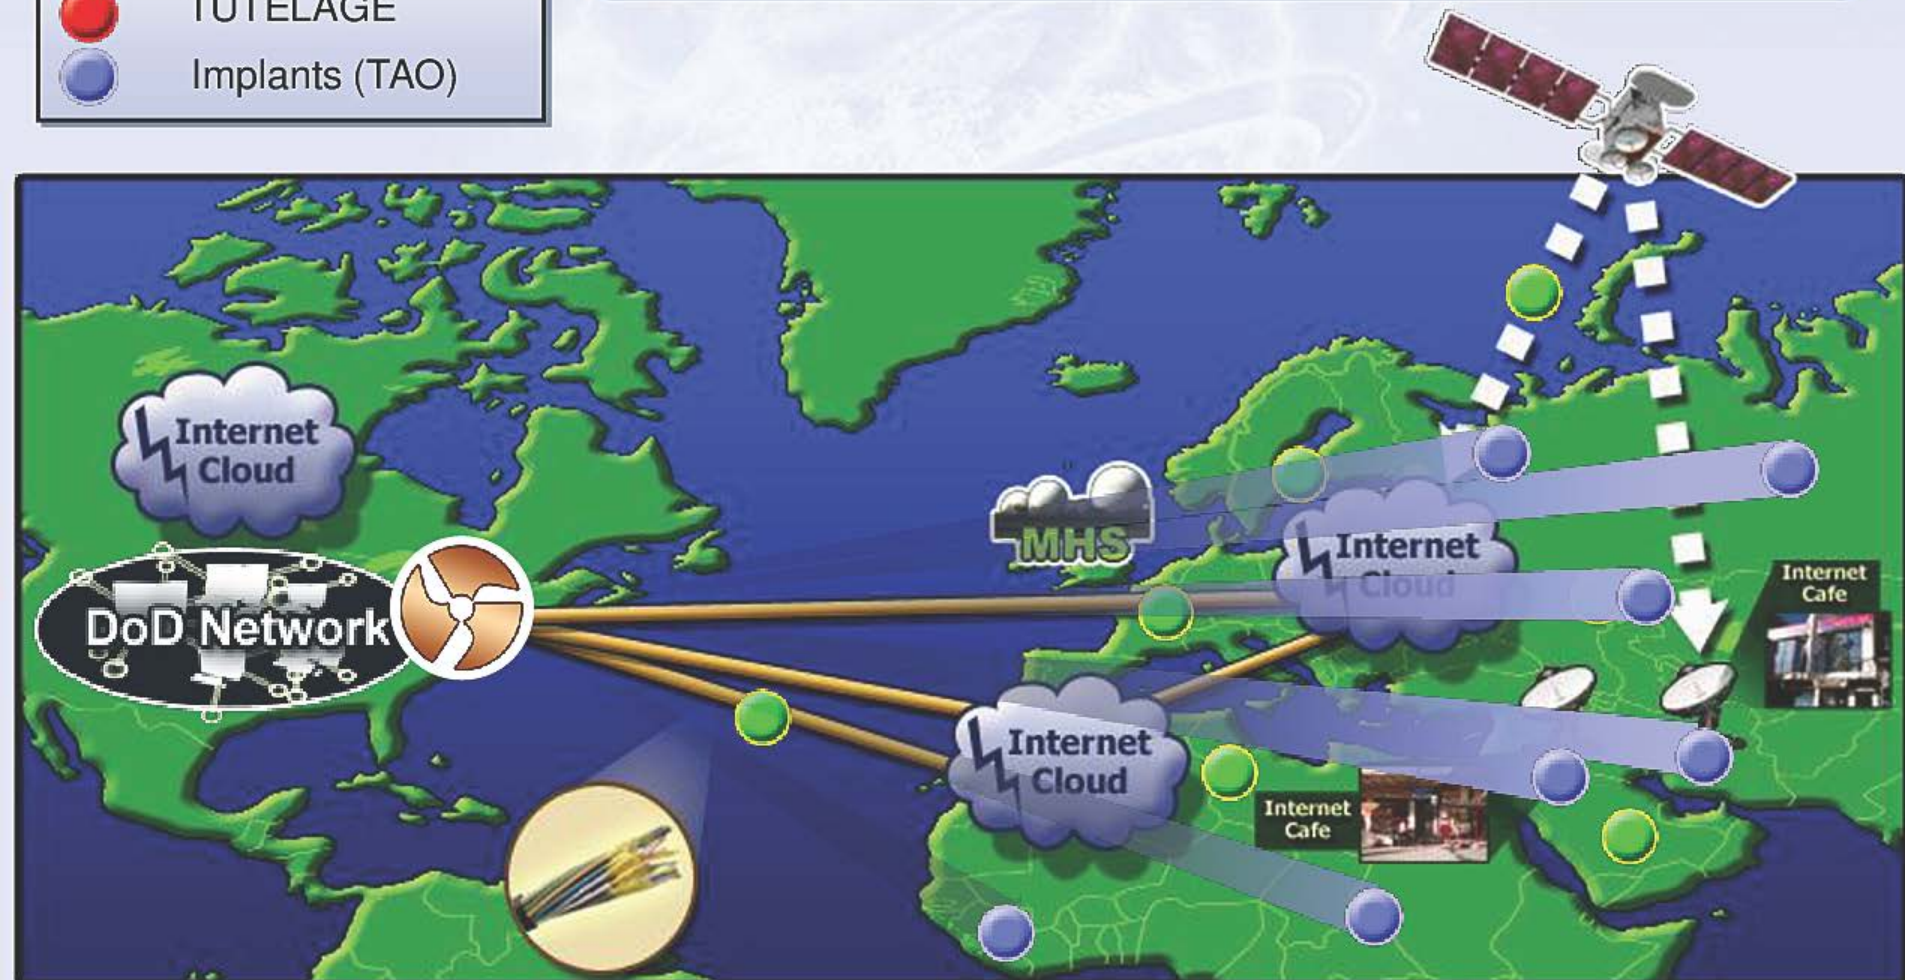 TUTELAGE
Implants (TAO)
Internet
Cloud
DoD Network
MHS
Internet
Cloud
Internet
Cafe
Internet
Cloud
Internet
Cafe